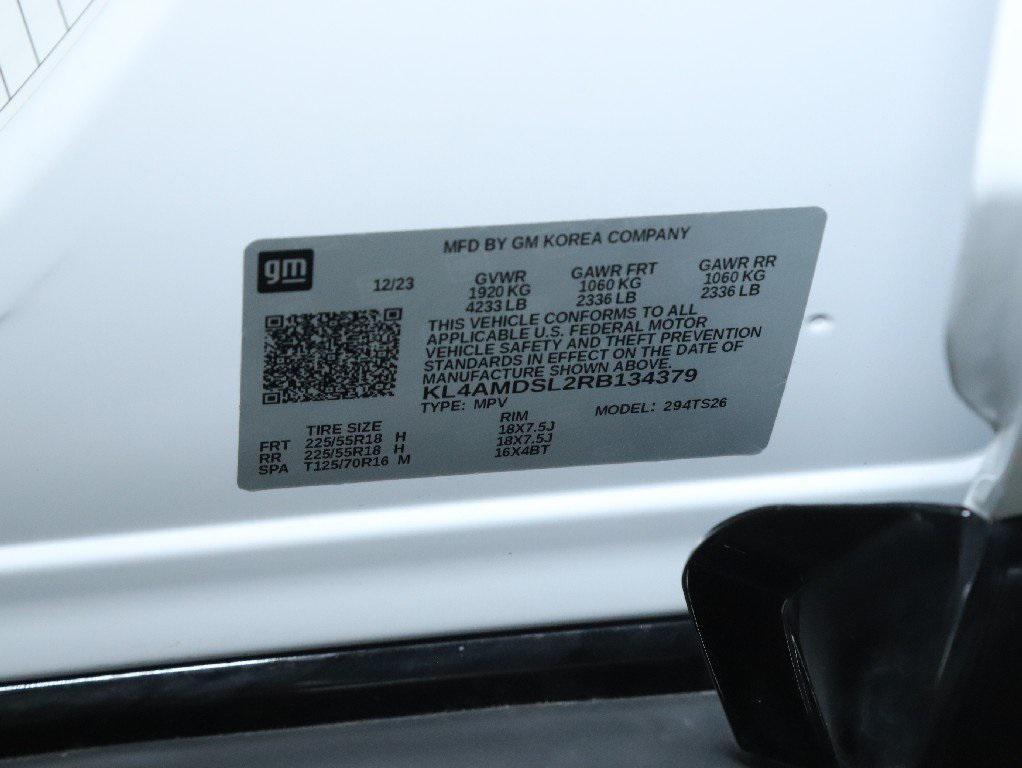 MFD BY GM KOREA COMPANY
gm
12/23 GVWR GAWR FRT GAWR RR
1920 KG 1060 KG 1060 KG
4233 LB 2336 LB 2336 LB
THIS VEHICLE CONFORMS TO ALL
APPLICABLE U.S. FEDERAL MOTOR
VEHICLE SAFETY AND THEFT PREVENTION
STANDARDS IN EFFECT ON THE DATE OF
MANUFACTURE SHOWN ABOVE.
KL4AMDSL2RB134379
TYPE: MPV MODEL: 294TS26
TIRE SIZE RIM
FRT 225/55R18 H 18X7.5J
RR 225/55R18 H 18X7.5J
SPA T125/70R16 M 16X4BT